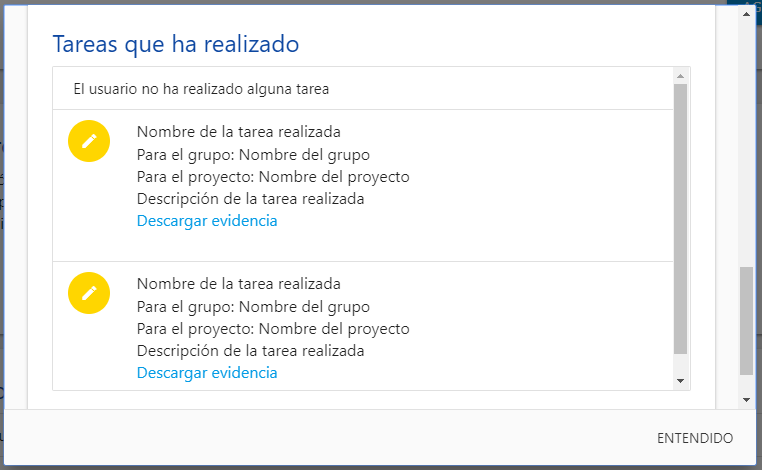 Tareas que ha realizado
El usuario no ha realizado alguna tarea
Nombre de la tarea realizada
Para el grupo: Nombre del grupo
Para el proyecto: Nombre del proyecto
Descripción de la tarea realizada
Descargar evidencia
Nombre de la tarea realizada
Para el grupo: Nombre del grupo
Para el proyecto: Nombre del proyecto
Descripción de la tarea realizada
Descargar evidencia
ENTENDIDO